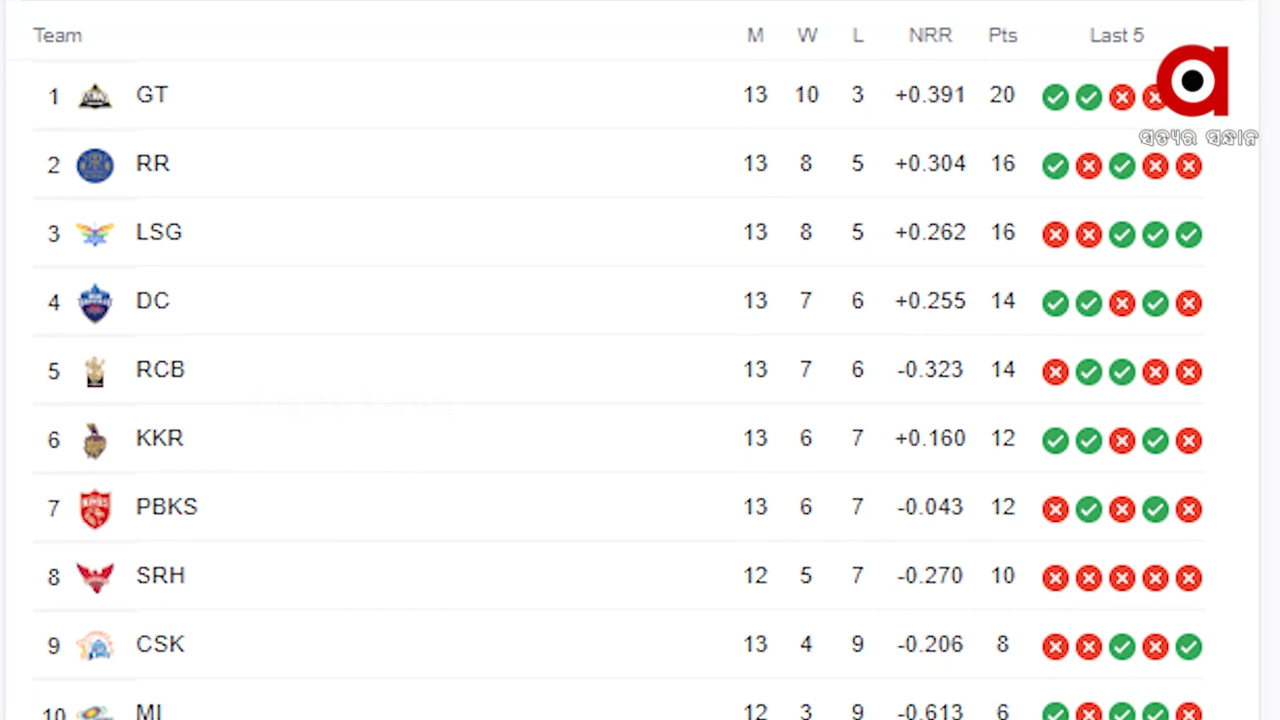 Team M W L NRR Pts Last 5
1 GT 13 10 3 +0.391 20
ସତ୍ୟର ସନ୍ଧାନ
2 RR 13 8 5 +0.304 16
3 LSG 13 8 5 +0.262 16
4 DC 13 7 6 +0.255 14
5 RCB 13 7 6 -0.323 14
6 KKR 13 6 7 +0.160 12
7 PBKS 13 6 7 -0.043 12
8 SRH 12 5 7 -0.270 10
9 CSK 13 4 9 -0.206 8
10 MI 12 3 9 -0.613 6